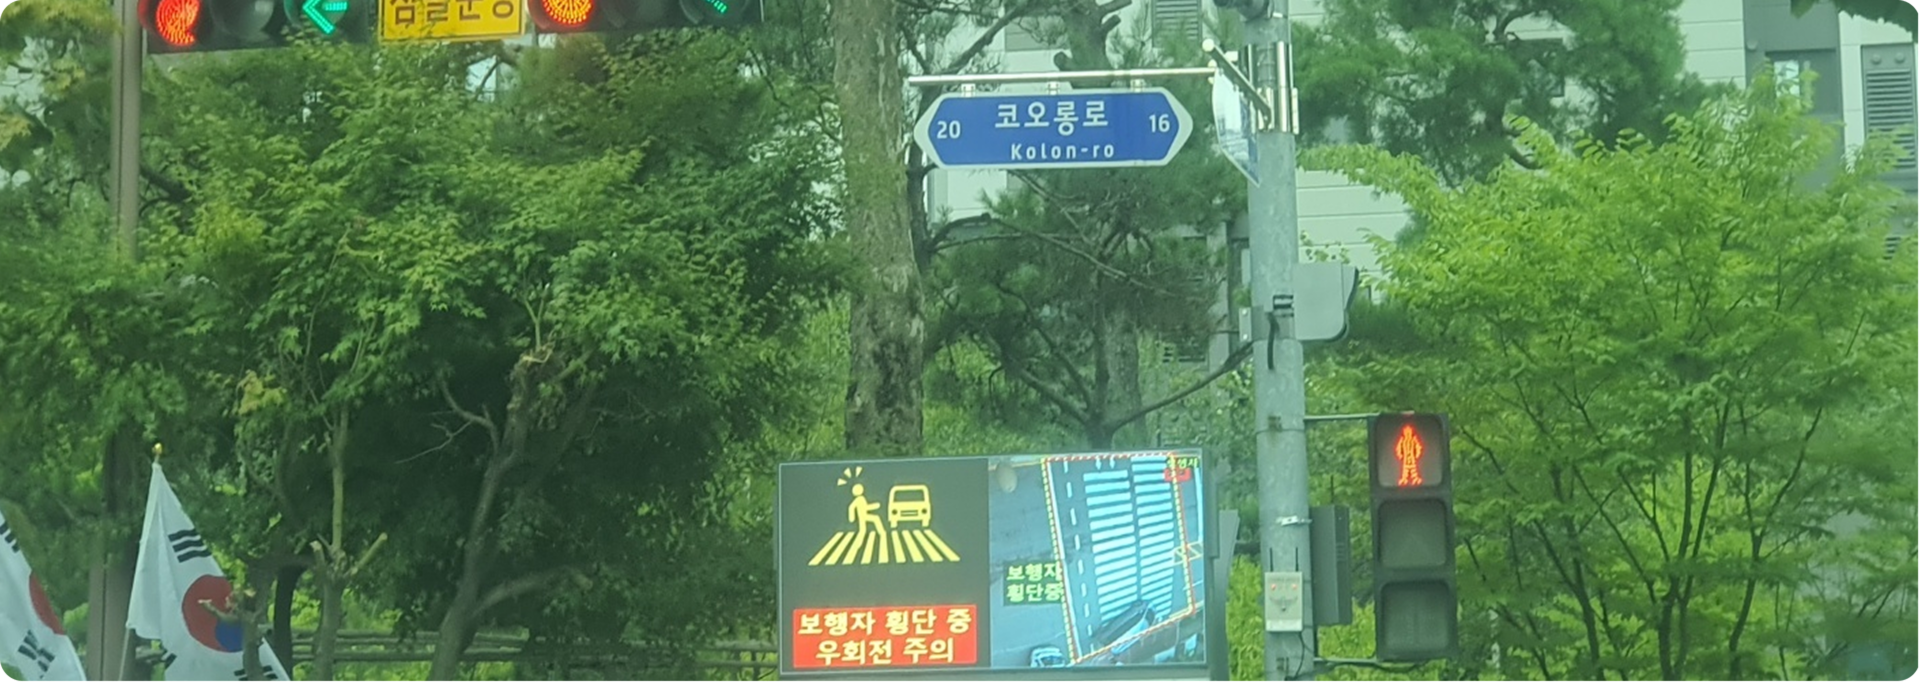 20 코오롱로 16
Kolon-ro
보행자
횡단중
보행자 횡단 중
우회전 주의